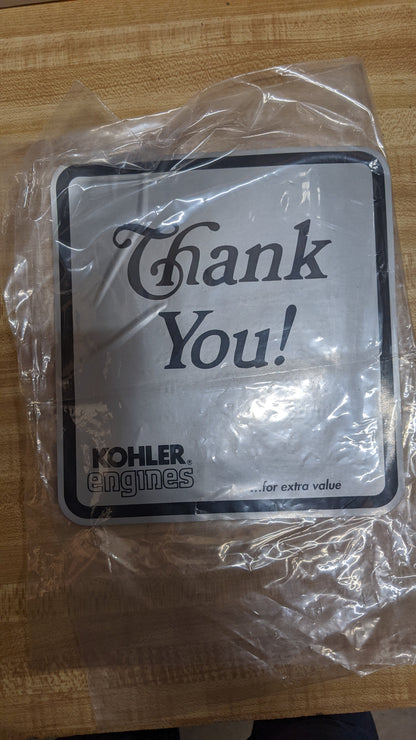 Thank
You!
KOHLER®
engines
...for extra value